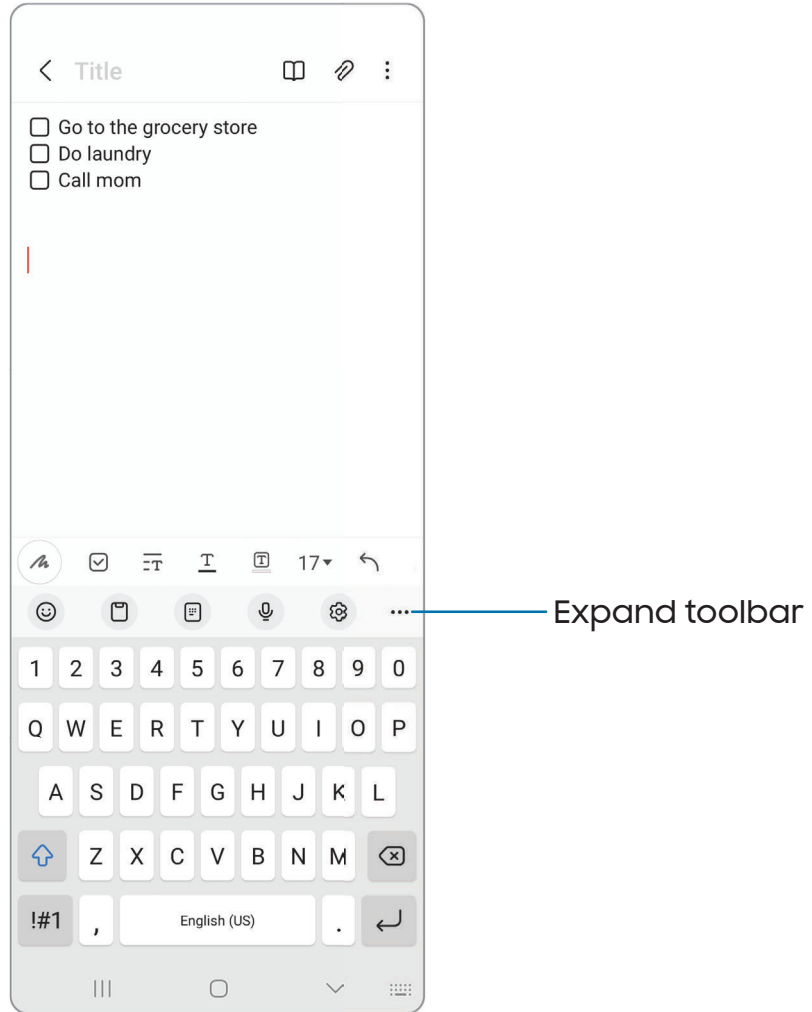 Title
Go to the grocery store
Do laundry
Call mom
T T T 17
Expand toolbar
1 2 3 4 5 6 7 8 9 0
Q W E R T Y U I O P
A S D F G H J K L
Z X C V B N M
!#1 , English (US) .